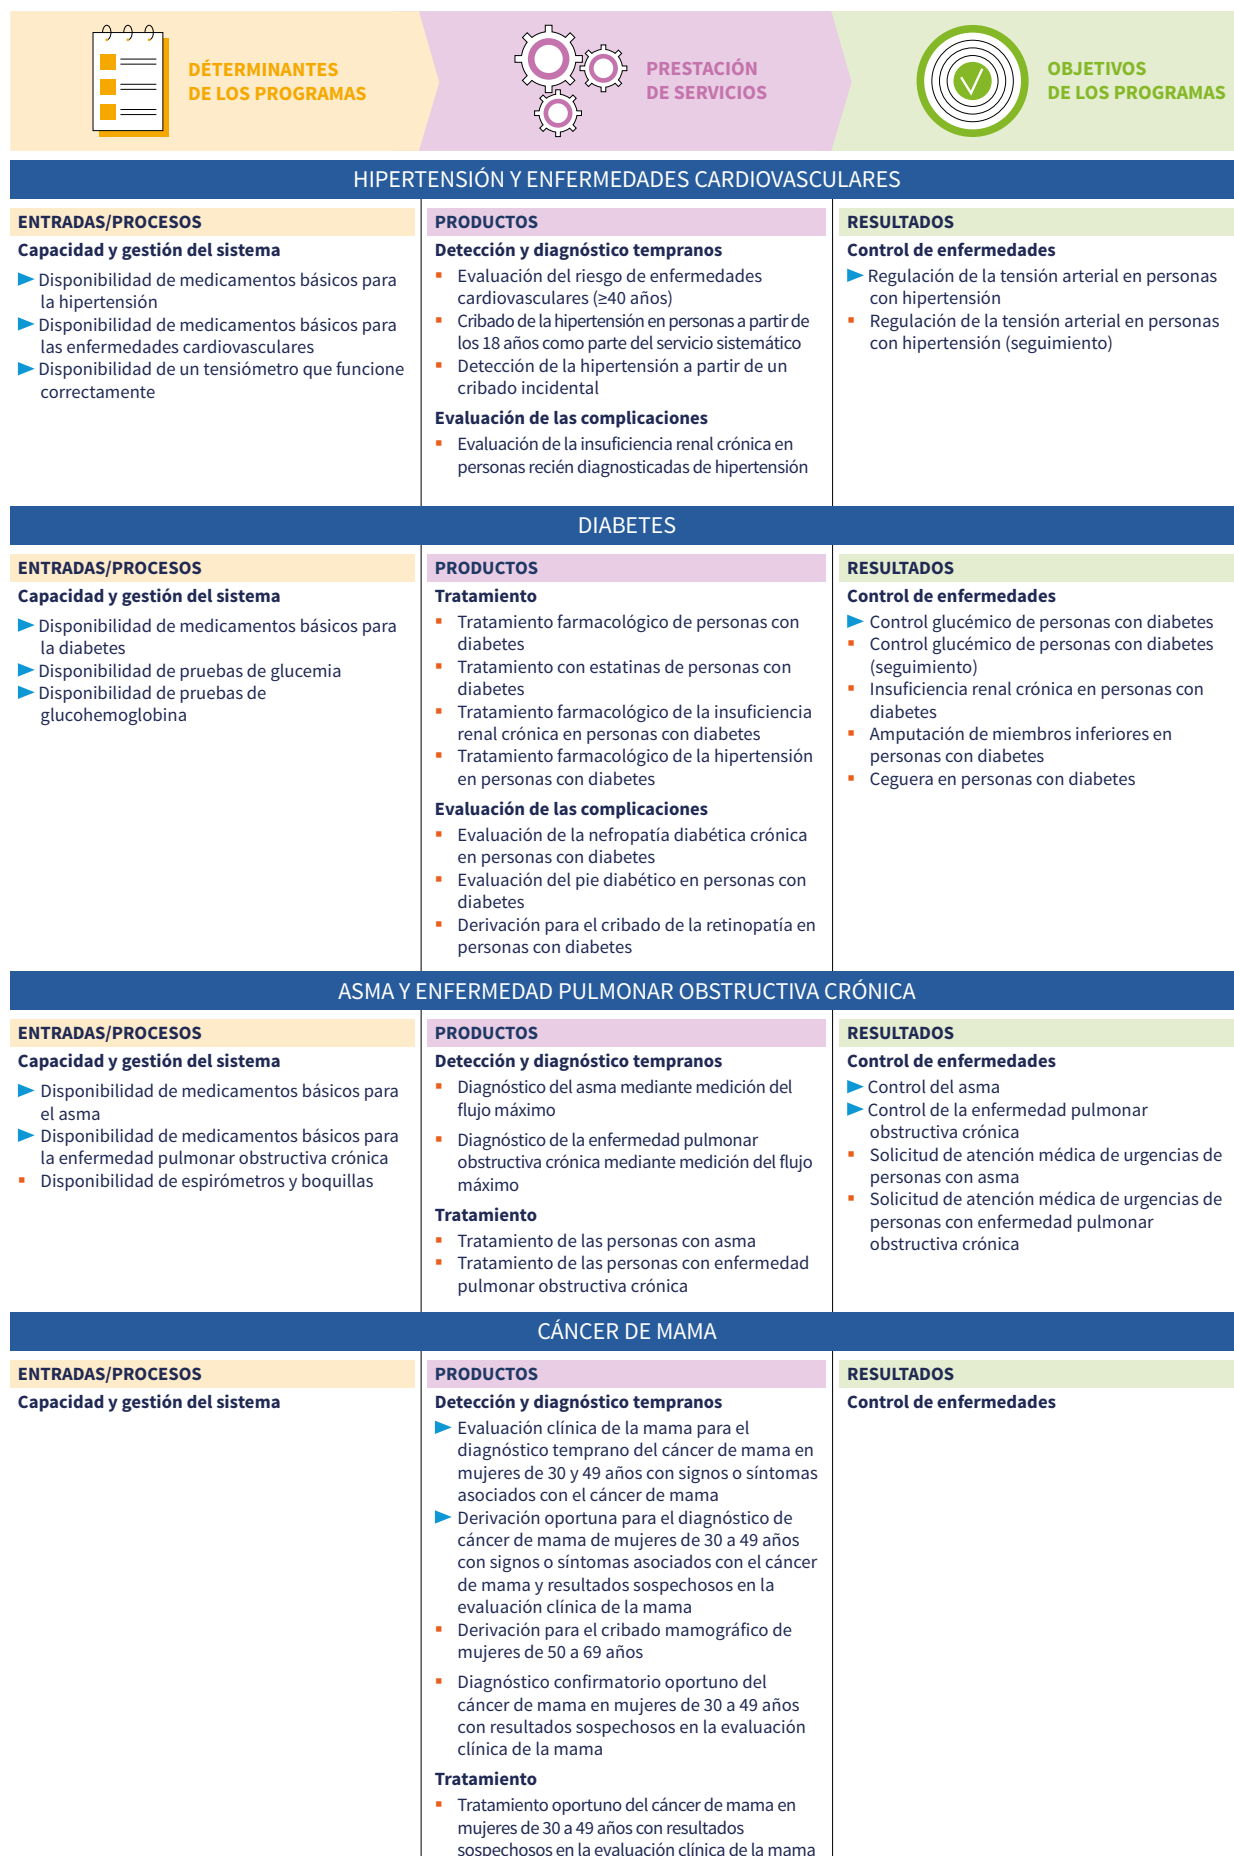 DÉTERMINANTES
DE LOS PROGRAMAS
PRESTACIÓN
DE SERVICIOS
OBJETIVOS
DE LOS PROGRAMAS
HIPERTENSIÓN Y ENFERMEDADES CARDIOVASCULARES
ENTRADAS/PROCESOS
Capacidad y gestión del sistema
Disponibilidad de medicamentos básicos para
la hipertensión
Disponibilidad de medicamentos básicos para
las enfermedades cardiovasculares
Disponibilidad de un tensiómetro que funcione
correctamente
PRODUCTOS
Detección y diagnóstico tempranos
Evaluación del riesgo de enfermedades
cardiovasculares (≥40 años)
Cribado de la hipertensión en personas a partir de
los 18 años como parte del servicio sistemático
Detección de la hipertensión a partir de un
cribado incidental
Evaluación de las complicaciones
Evaluación de la insuficiencia renal crónica en
personas recién diagnosticadas de hipertensión
RESULTADOS
Control de enfermedades
Regulación de la tensión arterial en personas
con hipertensión
Regulación de la tensión arterial en personas
con hipertensión (seguimiento)
DIABETES
ENTRADAS/PROCESOS
Capacidad y gestión del sistema
Disponibilidad de medicamentos básicos para
la diabetes
Disponibilidad de pruebas de glucemia
Disponibilidad de pruebas de
glucohemoglobina
PRODUCTOS
Tratamiento
Tratamiento farmacológico de personas con
diabetes
Tratamiento con estatinas de personas con
diabetes
Tratamiento farmacológico de la insuficiencia
renal crónica en personas con diabetes
Tratamiento farmacológico de la hipertensión
en personas con diabetes
Evaluación de las complicaciones
Evaluación de la nefropatía diabética crónica
en personas con diabetes
Evaluación del pie diabético en personas con
diabetes
Derivación para el cribado de la retinopatía en
personas con diabetes
RESULTADOS
Control de enfermedades
Control glucémico de personas con diabetes
Control glucémico de personas con diabetes
(seguimiento)
Insuficiencia renal crónica en personas con
diabetes
Amputación de miembros inferiores en
personas con diabetes
Ceguera en personas con diabetes
ASMA Y ENFERMEDAD PULMONAR OBSTRUCTIVA CRÓNICA
ENTRADAS/PROCESOS
Capacidad y gestión del sistema
Disponibilidad de medicamentos básicos para
el asma
Disponibilidad de medicamentos básicos para
la enfermedad pulmonar obstructiva crónica
Disponibilidad de espirómetros y boquillas
PRODUCTOS
Detección y diagnóstico tempranos
Diagnóstico del asma mediante medición del
flujo máximo
Diagnóstico de la enfermedad pulmonar
obstructiva crónica mediante medición del flujo
máximo
Tratamiento
Tratamiento de las personas con asma
Tratamiento de las personas con enfermedad
pulmonar obstructiva crónica
RESULTADOS
Control de enfermedades
Control del asma
Control de la enfermedad pulmonar
obstructiva crónica
Solicitud de atención médica de urgencias de
personas con asma
Solicitud de atención médica de urgencias de
personas con enfermedad pulmonar
obstructiva crónica
CÁNCER DE MAMA
ENTRADAS/PROCESOS
Capacidad y gestión del sistema
PRODUCTOS
Detección y diagnóstico tempranos
Evaluación clínica de la mama para el
diagnóstico temprano del cáncer de mama en
mujeres de 30 y 49 años con signos o síntomas
asociados con el cáncer de mama
Derivación oportuna para el diagnóstico de
cáncer de mama de mujeres de 30 a 49 años
con signos o síntomas asociados con el cáncer
de mama y resultados sospechosos en la
evaluación clínica de la mama
Derivación para el cribado mamográfico de
mujeres de 50 a 69 años
Diagnóstico confirmatorio oportuno del
cáncer de mama en mujeres de 30 a 49 años
con resultados sospechosos en la evaluación
clínica de la mama
Tratamiento
Tratamiento oportuno del cáncer de mama en
mujeres de 30 a 49 años con resultados
sospechosos en la evaluación clínica de la mama
RESULTADOS
Control de enfermedades